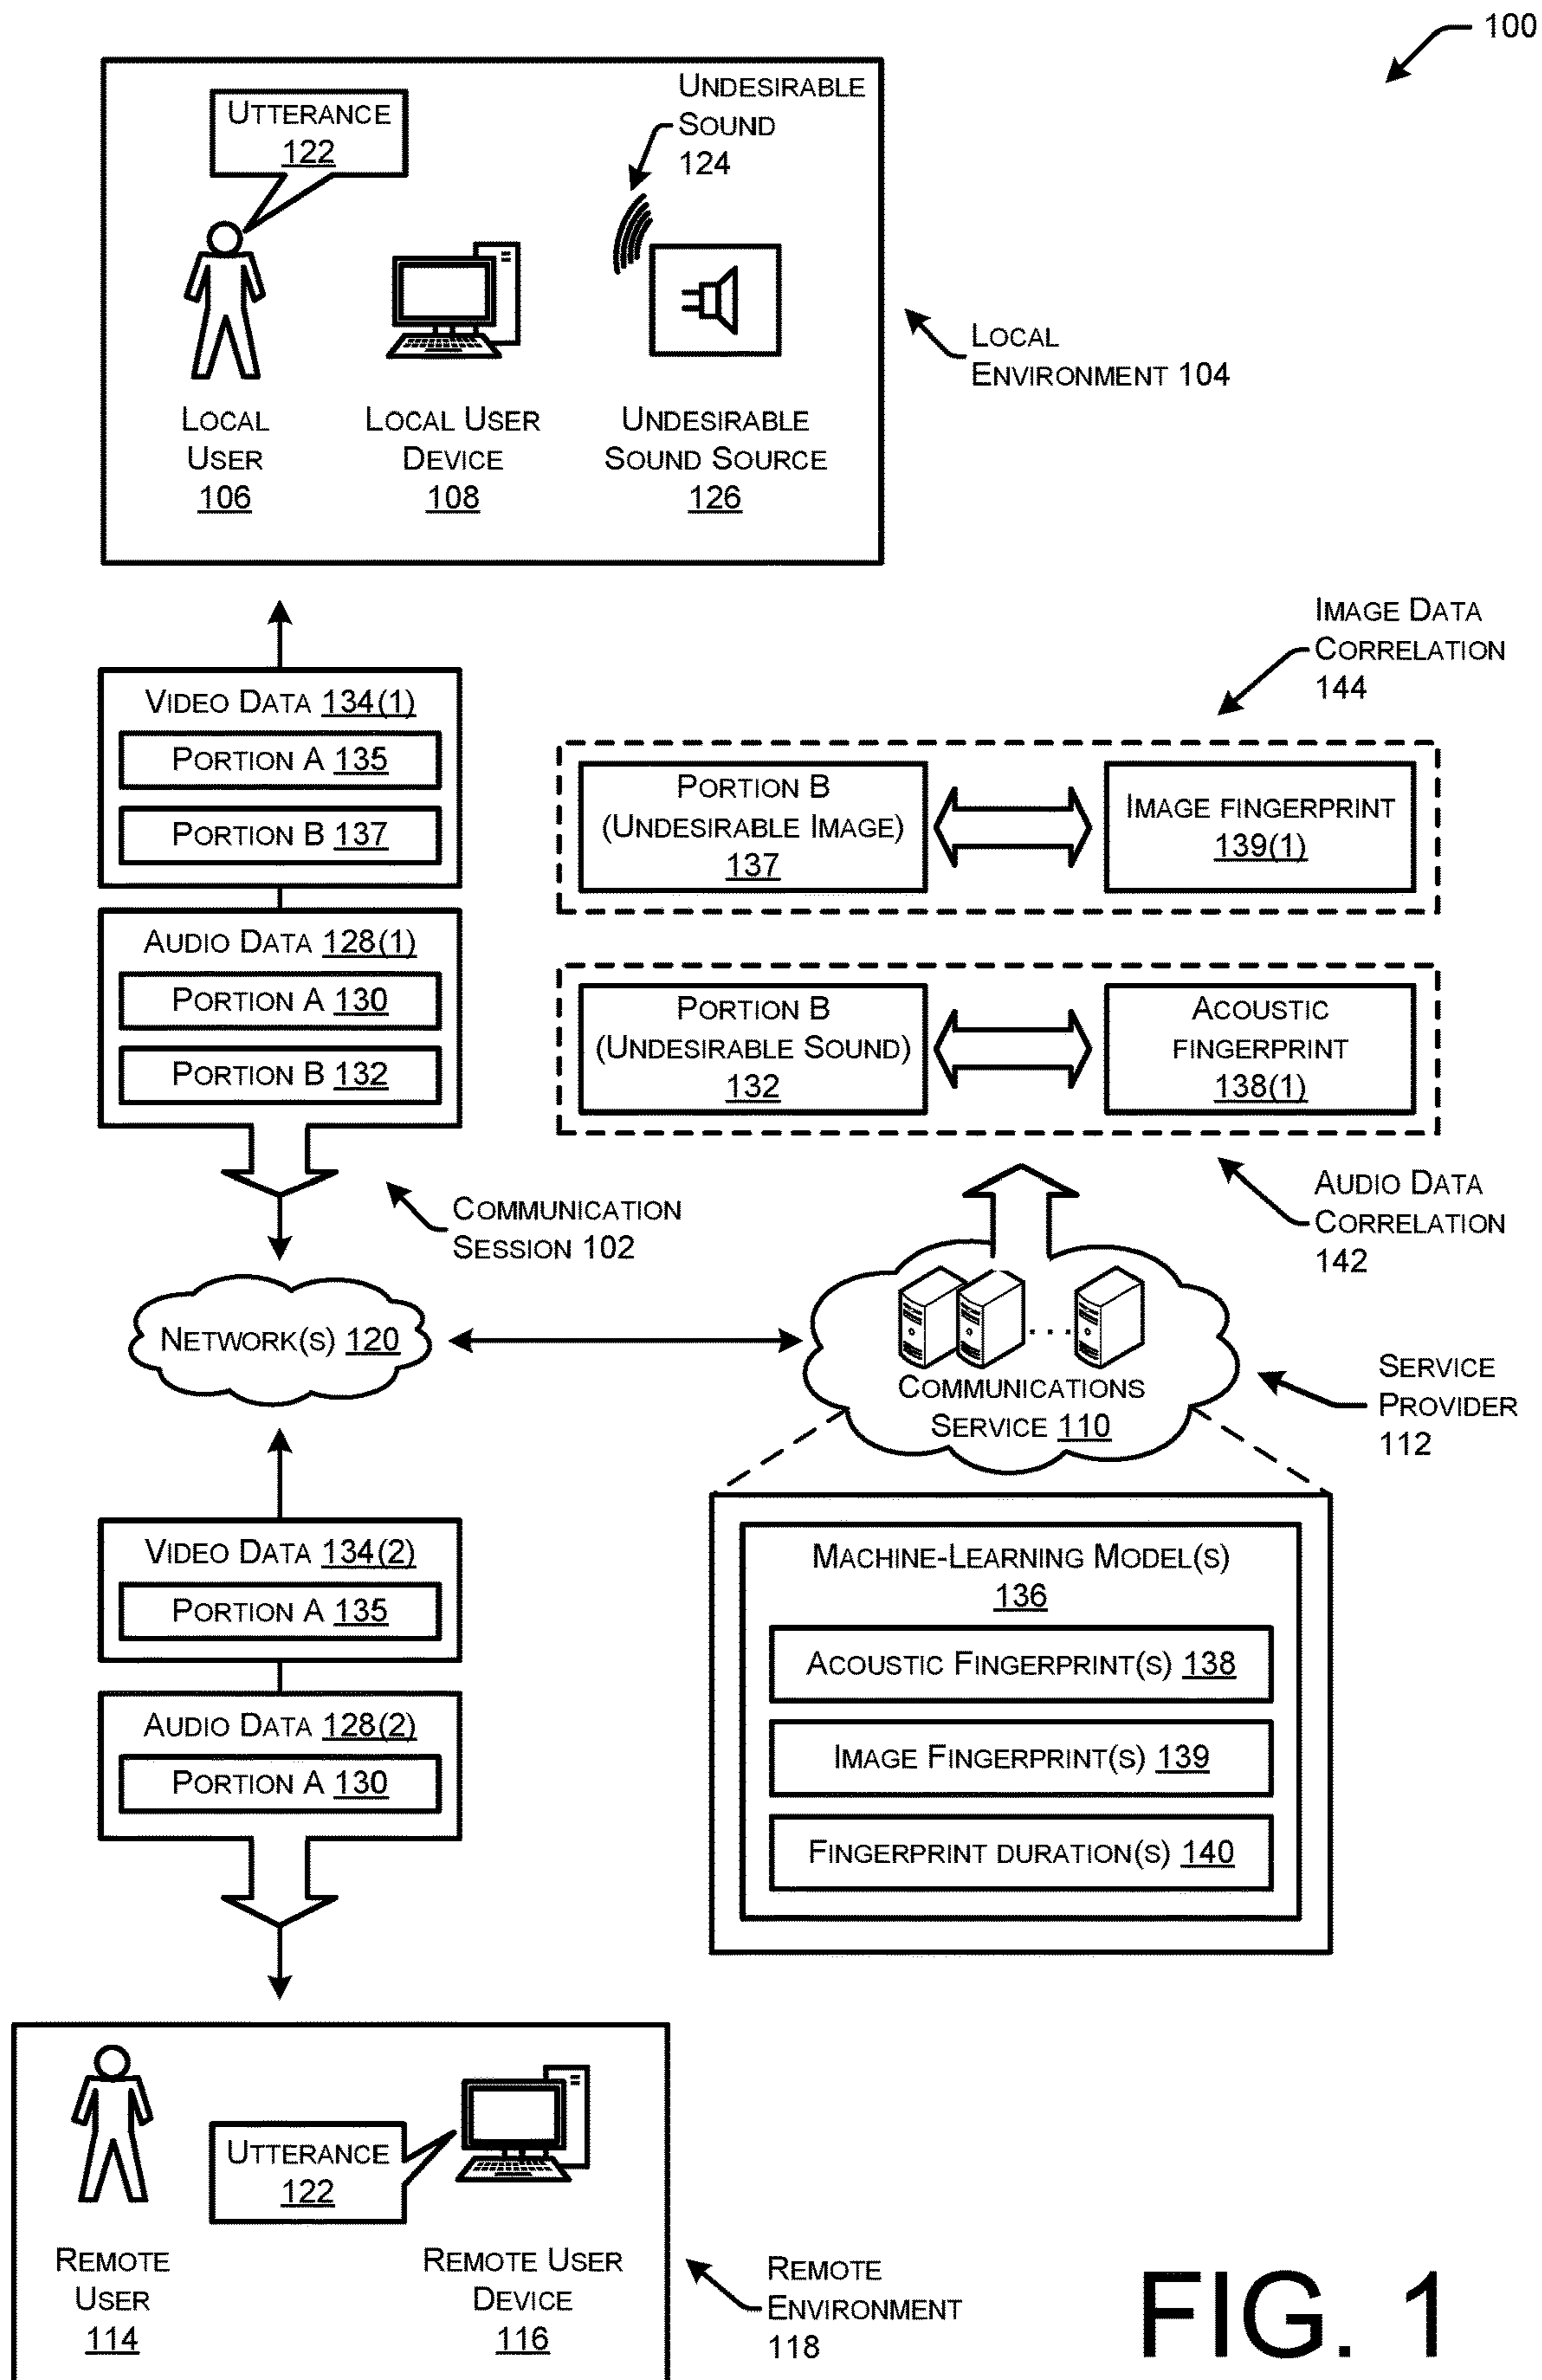 100
UTTERANCE
122
UNDESIRABLE
SOUND
124
LOCAL
ENVIRONMENT 104
LOCAL
USER
106
LOCAL USER
DEVICE
108
UNDESIRABLE
SOUND SOURCE
126
VIDEO DATA 134(1)
PORTION A 135
PORTION B 137
AUDIO DATA 128(1)
PORTION A 130
PORTION B 132
IMAGE DATA
CORRELATION
144
PORTION B
(UNDESIRABLE IMAGE)
137
IMAGE FINGERPRINT
139(1)
PORTION B
(UNDESIRABLE SOUND)
132
ACOUSTIC
FINGERPRINT
138(1)
AUDIO DATA
CORRELATION
142
COMMUNICATION
SESSION 102
NETWORK(S) 120
...
COMMUNICATIONS
SERVICE 110
SERVICE
PROVIDER
112
VIDEO DATA 134(2)
PORTION A 135
AUDIO DATA 128(2)
PORTION A 130
MACHINE-LEARNING MODEL(S)
136
ACOUSTIC FINGERPRINT(S) 138
IMAGE FINGERPRINT(S) 139
FINGERPRINT DURATION(S) 140
UTTERANCE
122
REMOTE
USER
114
REMOTE USER
DEVICE
116
REMOTE
ENVIRONMENT
118
FIG. 1